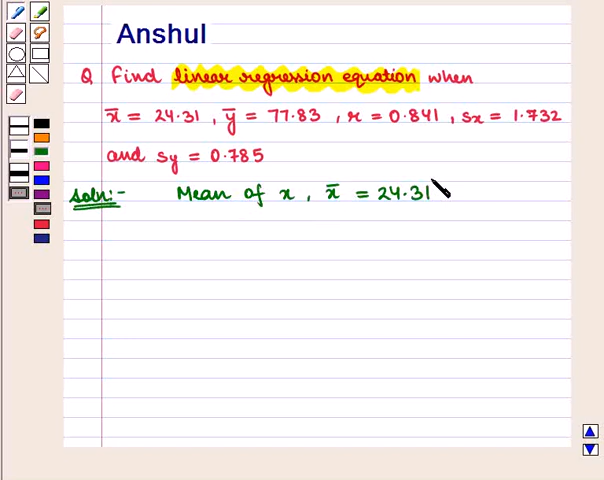 Anshul
Q Find linear regression equation when
x̄ = 24.31 , ȳ = 77.83 , r = 0.841 , sx = 1.732
and sy = 0.785
Soln:- Mean of x , x̄ = 24.31